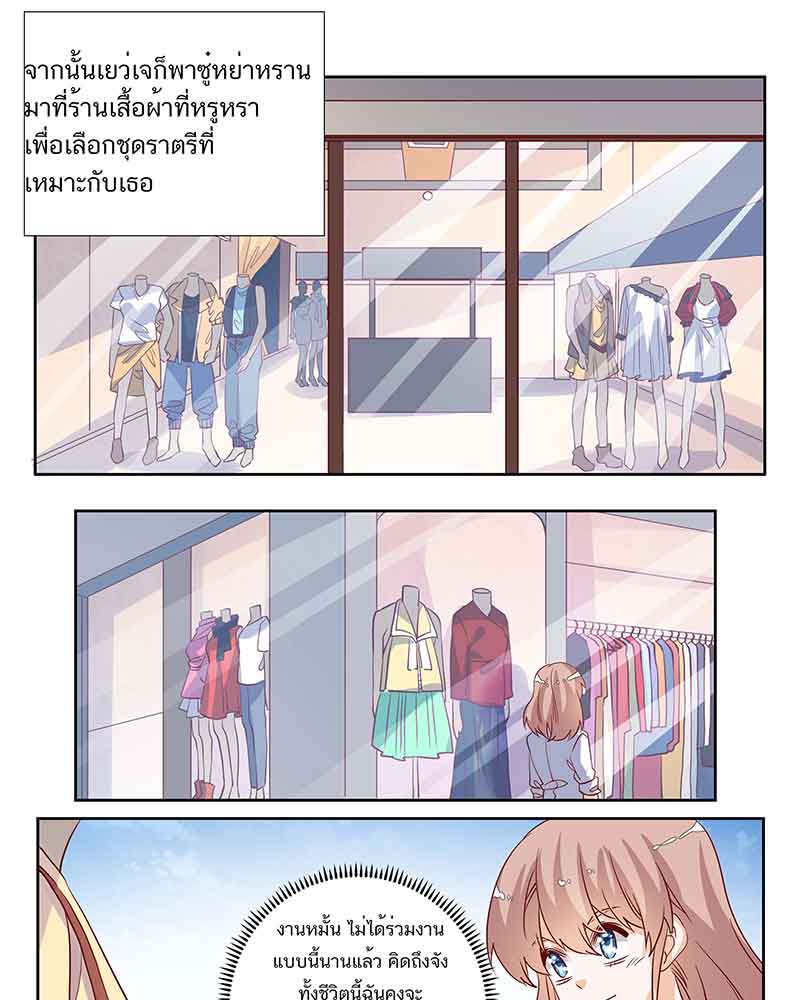 จากนั้นเยว่เจก็พาซู๋หย่าหราน
มาที่ร้านเสื้อผ้าที่หรูหรา
เพื่อเลือกชุดราตรีที่
เหมาะกับเธอ
งานหมั้น ไม่ได้ร่วมงาน
แบบนี้นานแล้ว คิดถึงจัง
ทั้งชีวิตนี้ฉันคงจะ